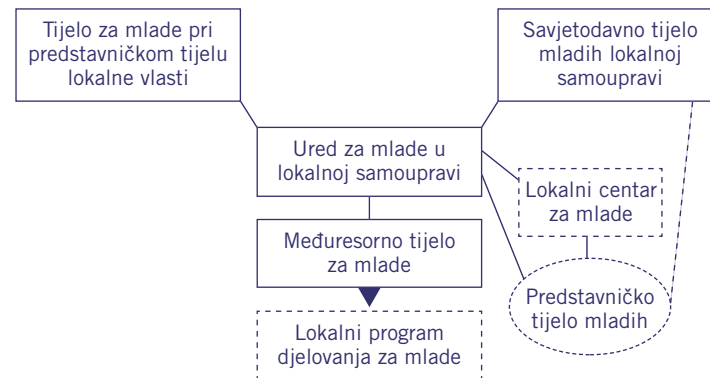 Tijelo za mlade pri
predstavničkom tijelu
lokalne vlasti
Savjetodavno tijelo
mladih lokalnoj
samoupravi
Ured za mlade u
lokalnoj samoupravi
Lokalni centar
za mlade
Međuresorno tijelo
za mlade
Predstavničko
tijelo mladih
Lokalni program
djelovanja za mlade